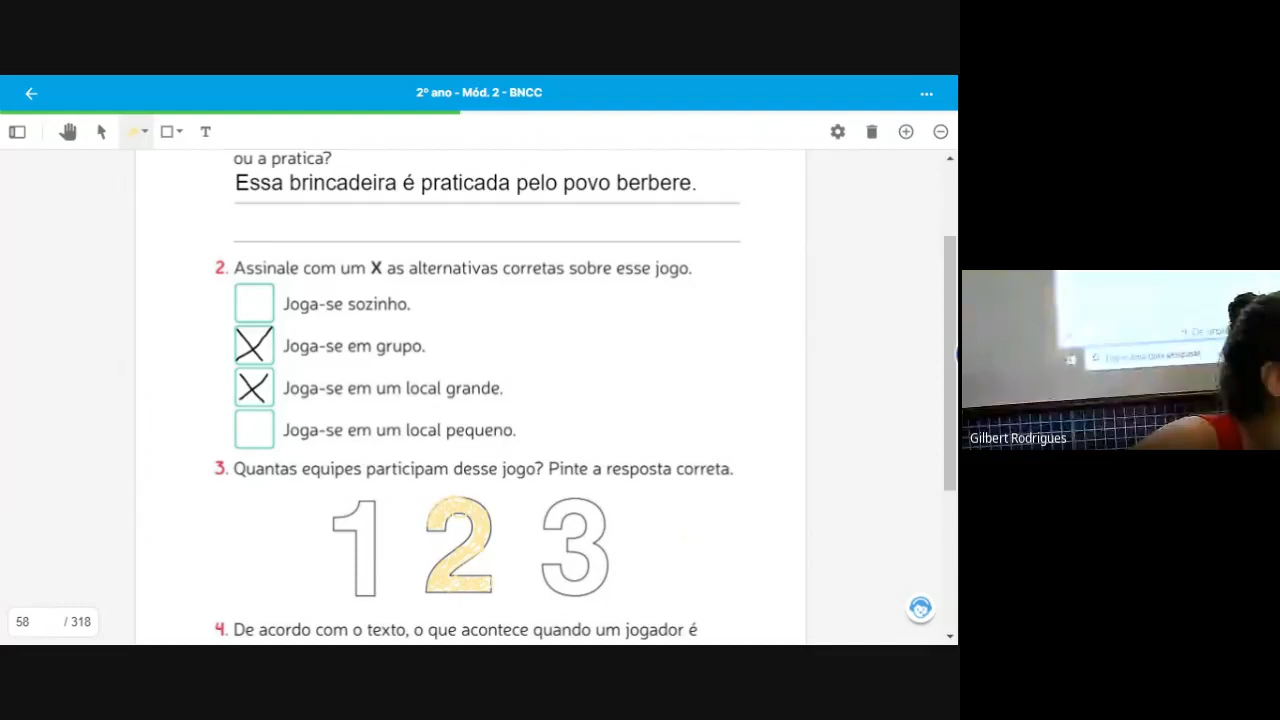 2º ano - Mód. 2 - BNCC
T
ou a pratica?
Essa brincadeira é praticada pelo povo berbere.
2. Assinale com um X as alternativas corretas sobre esse jogo.
Joga-se sozinho.
X Joga-se em grupo.
X Joga-se em um local grande.
Joga-se em um local pequeno.
3. Quantas equipes participam desse jogo? Pinte a resposta correta.
1 2 3
4. De acordo com o texto, o que acontece quando um jogador é
58 / 318
4. De
Gilbert Rodrigues